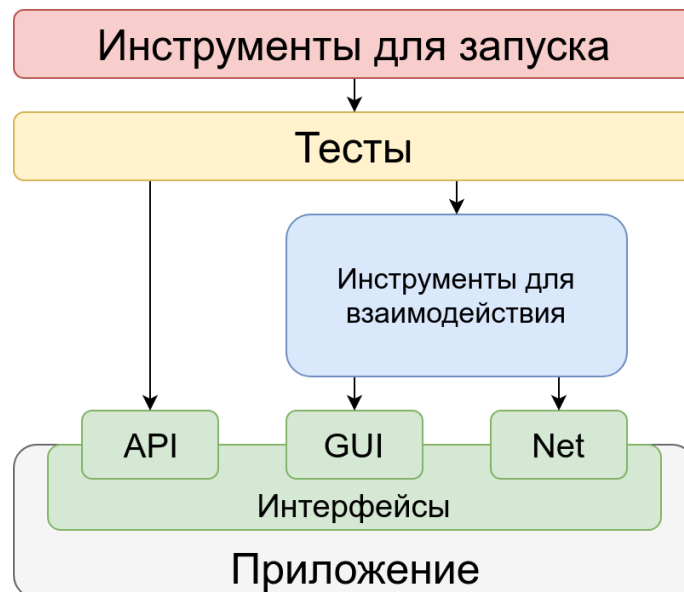 Инструменты для запуска
Тесты
Инструменты для
взаимодействия
API
GUI
Net
Интерфейсы
Приложение